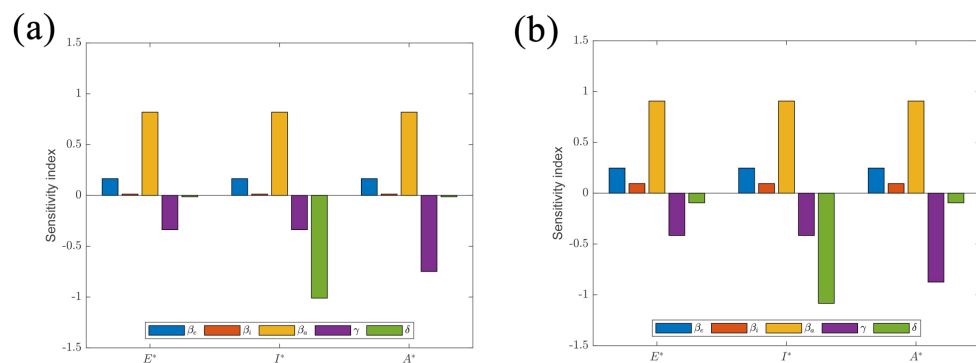 (a)
1.5
1
0.5
0
-0.5
-1
-1.5
Sensitivity index
βe βi βa γ δ
E* I* A*
(b)
1.5
1
0.5
0
-0.5
-1
-1.5
Sensitivity index
βe βi βa γ δ
E* I* A*